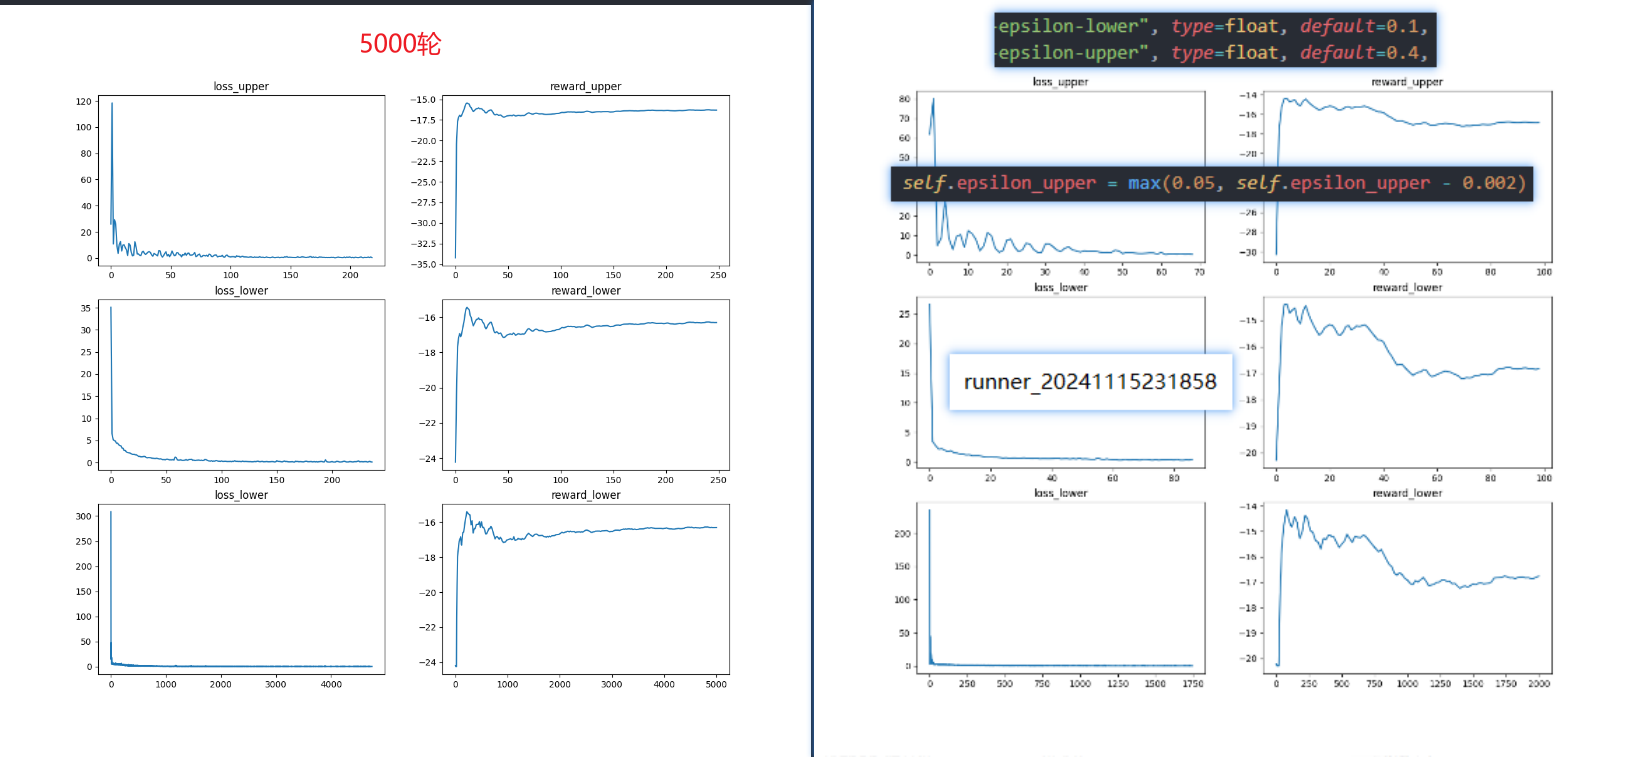 5000轮
loss_upper
reward_upper
120
100
80
60
40
20
0
0 50 100 150 200
−15.0
−17.5
−20.0
−22.5
−25.0
−27.5
−30.0
−32.5
−35.0
0 50 100 150 200 250
loss_lower
reward_lower
35
30
25
20
15
10
5
0
0 50 100 150 200
−16
−18
−20
−22
−24
0 50 100 150 200 250
loss_lower
reward_lower
300
250
200
150
100
50
0
0 1000 2000 3000 4000
−16
−18
−20
−22
−24
0 1000 2000 3000 4000 5000
-epsilon-lower", type=float, default=0.1,
-epsilon-upper", type=float, default=0.4,
loss_upper
reward_upper
80
70
60
50
self.epsilon_upper = max(0.05, self.epsilon_upper - 0.002)
20
10
0
0 10 20 30 40 50 60 70
−14
−16
−18
−20
−26
−28
−30
0 20 40 60 80 100
loss_lower
reward_lower
25
20
15
10
5
0
runner_20241115231858
0 20 40 60 80
−15
−16
−17
−18
−19
−20
0 20 40 60 80 100
loss_lower
reward_lower
200
150
100
50
0
0 250 500 750 1000 1250 1500 1750
−14
−15
−16
−17
−18
−19
−20
0 250 500 750 1000 1250 1500 1750 2000